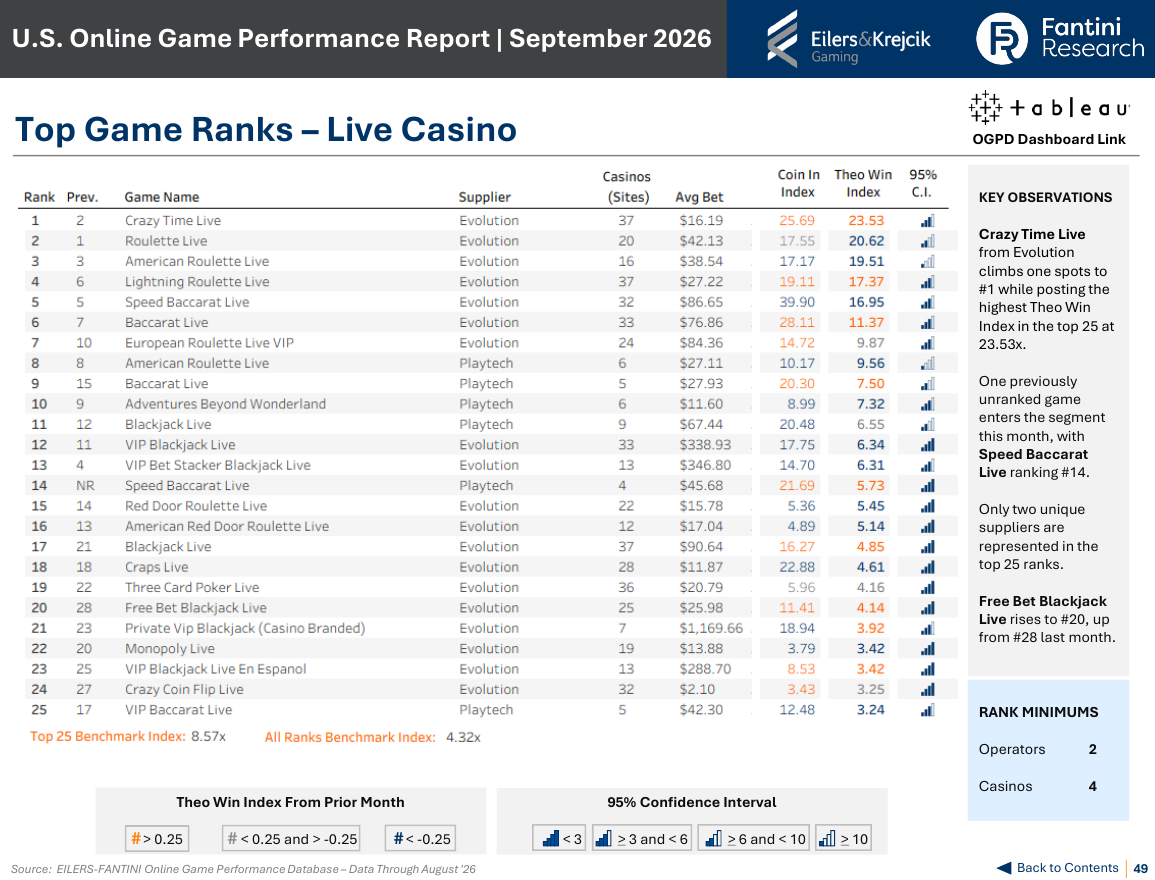 U.S. Online Game Performance Report | September 2026
Eilers&Krejcik
Gaming
Fantini
Research
Top Game Ranks – Live Casino
+ a b l e a u
OGPD Dashboard Link
Rank Prev. Game Name Supplier Casinos (Sites) Avg Bet Coin In Index Theo Win Index 95% C.I.
1 2 Crazy Time Live Evolution 37 $16.19 25.69 23.53
2 1 Roulette Live Evolution 20 $42.13 17.55 20.62
3 3 American Roulette Live Evolution 16 $38.54 17.17 19.51
4 6 Lightning Roulette Live Evolution 37 $27.22 19.11 17.37
5 5 Speed Baccarat Live Evolution 32 $86.65 39.90 16.95
6 7 Baccarat Live Evolution 33 $76.86 28.11 11.37
7 10 European Roulette Live VIP Evolution 24 $84.36 14.72 9.87
8 8 American Roulette Live Playtech 6 $27.11 10.17 9.56
9 15 Baccarat Live Playtech 5 $27.93 20.30 7.50
10 9 Adventures Beyond Wonderland Playtech 6 $11.60 8.99 7.32
11 12 Blackjack Live Playtech 9 $67.44 20.48 6.55
12 11 VIP Blackjack Live Evolution 33 $338.93 17.75 6.34
13 4 VIP Bet Stacker Blackjack Live Evolution 13 $346.80 14.70 6.31
14 NR Speed Baccarat Live Playtech 4 $45.68 21.69 5.73
15 14 Red Door Roulette Live Evolution 22 $15.78 5.36 5.45
16 13 American Red Door Roulette Live Evolution 12 $17.04 4.89 5.14
17 21 Blackjack Live Evolution 37 $90.64 16.27 4.85
18 18 Craps Live Evolution 28 $11.87 22.88 4.61
19 22 Three Card Poker Live Evolution 36 $20.79 5.96 4.16
20 28 Free Bet Blackjack Live Evolution 25 $25.98 11.41 4.14
21 23 Private Vip Blackjack (Casino Branded) Evolution 7 $1,169.66 18.94 3.92
22 20 Monopoly Live Evolution 19 $13.88 3.79 3.42
23 25 VIP Blackjack Live En Espanol Evolution 13 $288.70 8.53 3.42
24 27 Crazy Coin Flip Live Evolution 32 $2.10 3.43 3.25
25 17 VIP Baccarat Live Playtech 5 $42.30 12.48 3.24
Top 25 Benchmark Index: 8.57x All Ranks Benchmark Index: 4.32x
KEY OBSERVATIONS
Crazy Time Live
from Evolution
climbs one spots to
#1 while posting the
highest Theo Win
Index in the top 25 at
23.53x.
One previously
unranked game
enters the segment
this month, with
Speed Baccarat
Live ranking #14.
Only two unique
suppliers are
represented in the
top 25 ranks.
Free Bet Blackjack
Live rises to #20, up
from #28 last month.
RANK MINIMUMS
Operators 2
Casinos 4
Theo Win Index From Prior Month
# > 0.25 # < 0.25 and > -0.25 # < -0.25
95% Confidence Interval
< 3 ≥ 3 and < 6 ≥ 6 and < 10 ≥ 10
Source: EILERS-FANTINI Online Game Performance Database – Data Through August '26
Back to Contents | 49